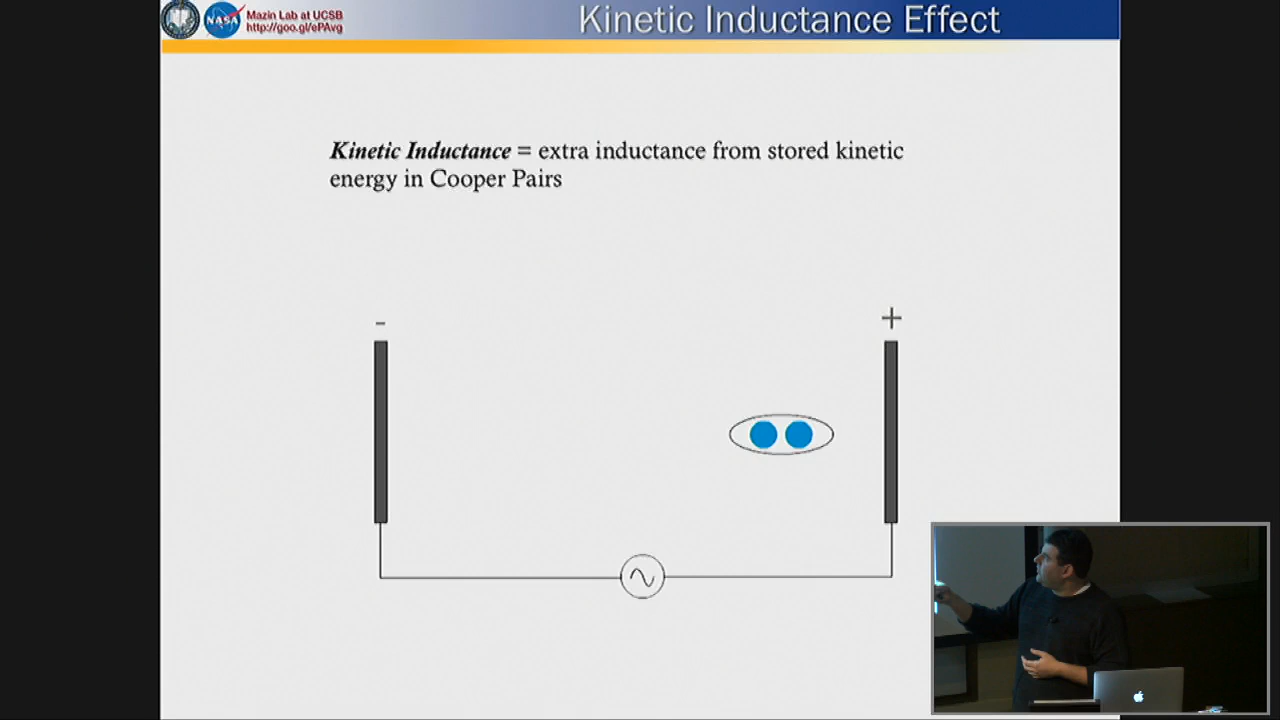 NASA
Mazin Lab at UCSB
http://goo.gl/ePAvg
Kinetic Inductance Effect
Kinetic Inductance = extra inductance from stored kinetic
energy in Cooper Pairs
-
+